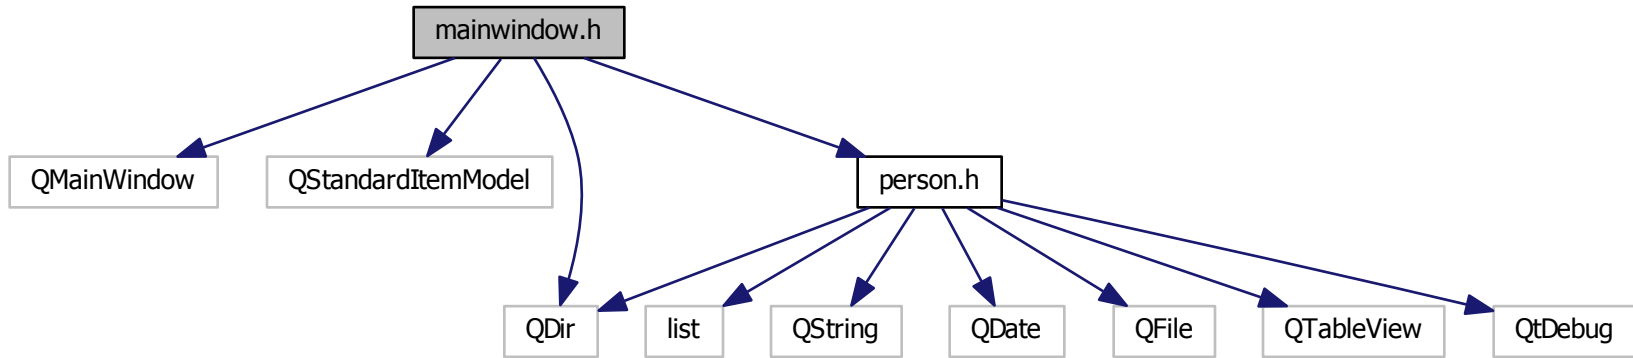 mainwindow.h
QMainWindow
QStandardItemModel
person.h
QDir
list
QString
QDate
QFile
QTableView
QtDebug